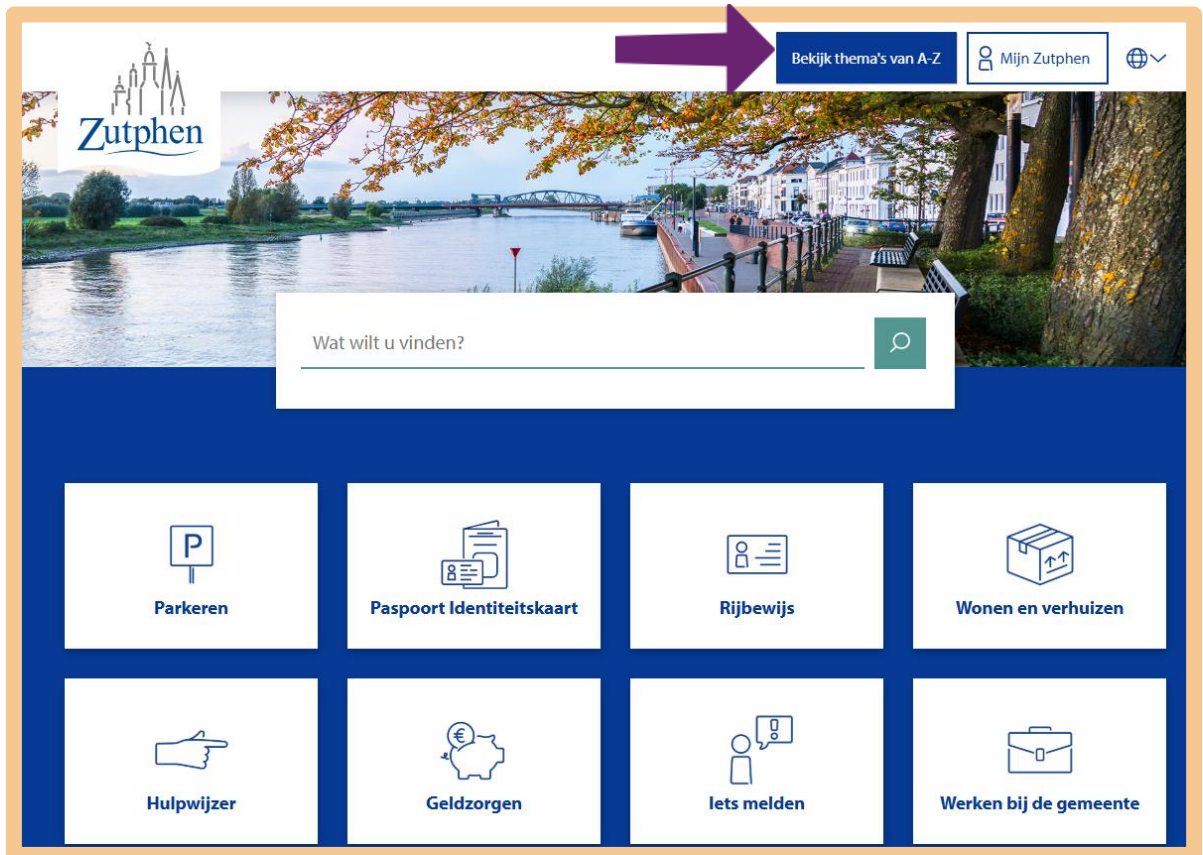 Bekijk thema's van A-Z
Mijn Zutphen
Zutphen
Wat wilt u vinden?
P
Parkeren
Paspoort Identiteitskaart
Rijbewijs
Wonen en verhuizen
Hulpwijzer
€
Geldzorgen
!
Iets melden
Werken bij de gemeente